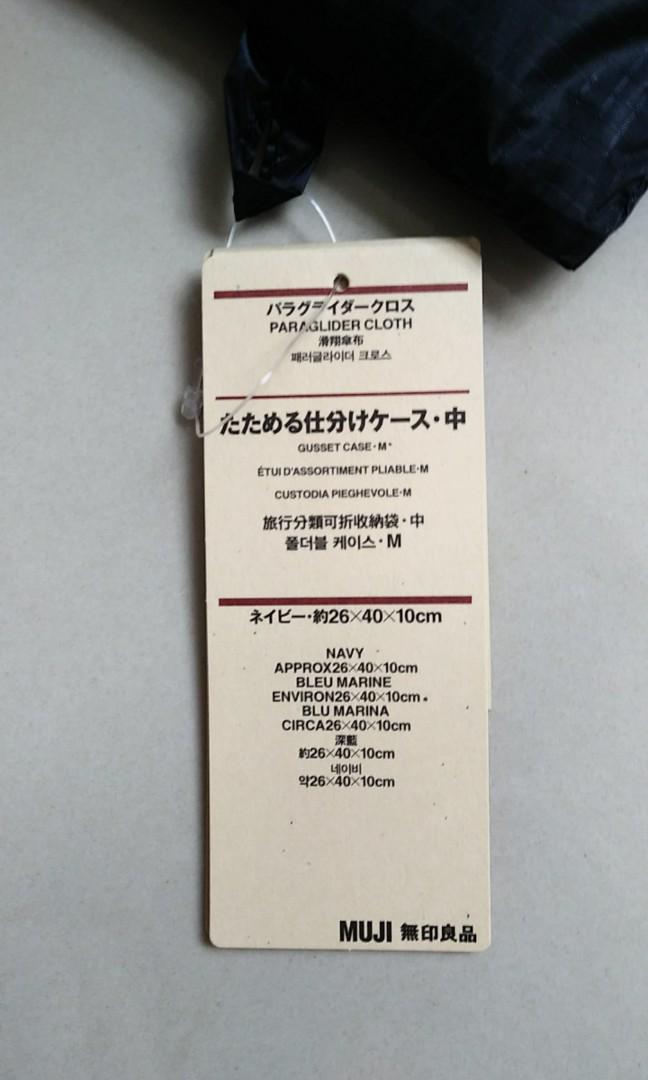 パラグライダークロス
PARAGLIDER CLOTH
滑翔傘布
패러글라이더 크로스
たためる仕分けケース・中
GUSSET CASE・M
ÉTUI D'ASSORTIMENT PLIABLE・M
CUSTODIA PIEGHEVOLE・M
旅行分類可折收納袋・中
폴더블 케이스・M
ネイビー・約26×40×10cm
NAVY
APPROX26×40×10cm
BLEU MARINE
ENVIRON26×40×10cm
BLU MARINA
CIRCA26×40×10cm
深藍
約26×40×10cm
네이비
약26×40×10cm
MUJI 無印良品